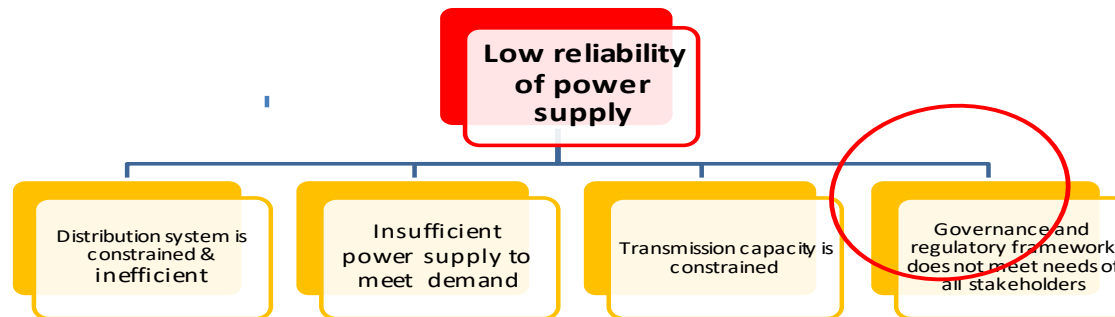 Low reliability
of power
supply
Distribution system is
constrained &
inefficient
Insufficient
power supply to
meet demand
Transmission capacity is
constrained
Governance and
regulatory framework
does not meet needs of
all stakeholders